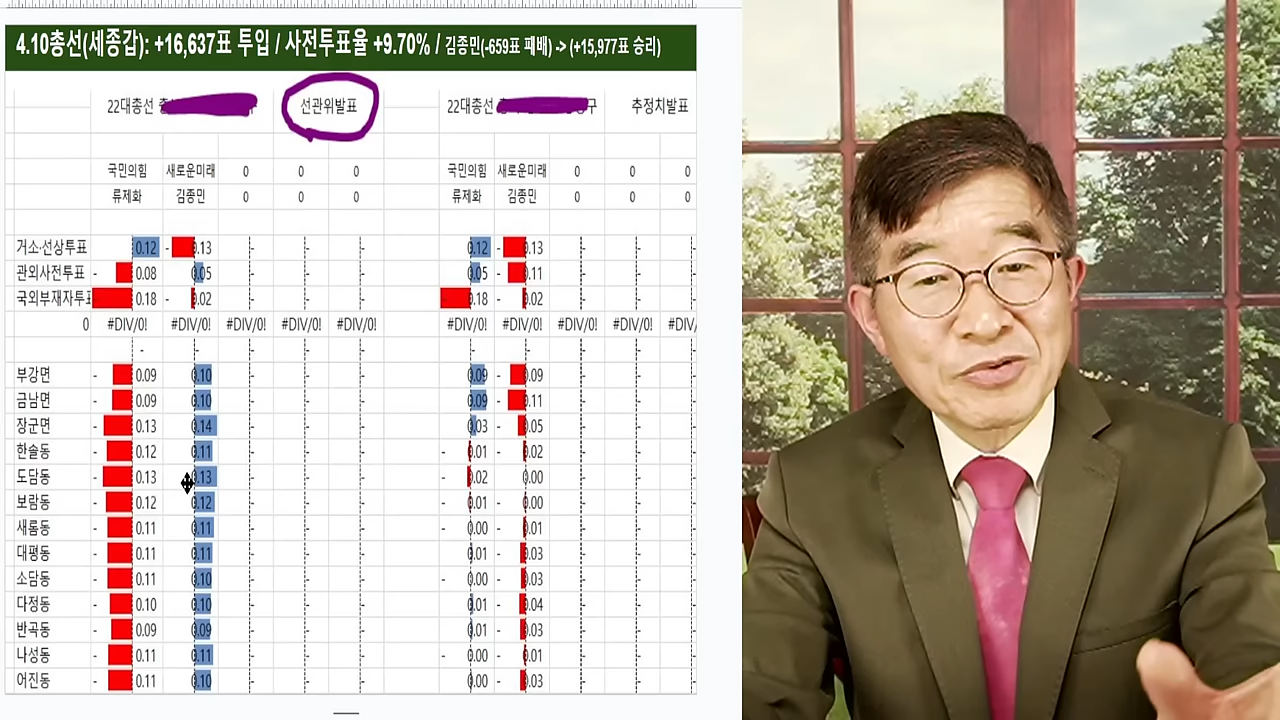 4.10총선(세종갑): +16,637표 투입 / 사전투표율 +9.70% / 김종민(-659표 패배) -> (+15,977표 승리)
22대총선 선관위발표 22대총선 추정치발표
국민의힘 새로운미래 0 0 0 국민의힘 새로운미래 0 0 0
류제화 김종민 0 0 0 류제화 김종민 0 0 0
거소·선상투표 0.12 - 0.13 - - - 0.12 - 0.13 - - -
관외사전투표 - 0.08 0.05 - - - 0.05 - 0.11 - - -
국외부재자투표 - 0.18 - 0.02 - - - - 0.18 - 0.02 - - -
0 #DIV/0! #DIV/0! #DIV/0! #DIV/0! #DIV/0! #DIV/0! #DIV/0! #DIV/0! #DIV/0! #DIV/
- - - - - - - - - -
부강면 - 0.09 0.10 - - - 0.09 - 0.09 - - -
금남면 - 0.09 0.10 - - - 0.09 - 0.11 - - -
장군면 - 0.13 0.14 - - - 0.03 - 0.05 - - -
한솔동 - 0.12 0.11 - - - - 0.01 - 0.02 - - -
도담동 - 0.13 0.13 - - - - 0.02 0.00 - - -
보람동 - 0.12 0.12 - - - - 0.01 - 0.00 - - -
새롬동 - 0.11 0.11 - - - - 0.00 - 0.01 - - -
대평동 - 0.11 0.11 - - - 0.01 - 0.03 - - -
소담동 - 0.11 0.10 - - - - 0.00 - 0.03 - - -
다정동 - 0.10 0.10 - - - 0.01 - 0.04 - - -
반곡동 - 0.09 0.09 - - - 0.01 - 0.03 - - -
나성동 - 0.11 0.11 - - - - 0.00 - 0.01 - - -
어진동 - 0.11 0.10 - - - 0.00 - 0.03 - - -